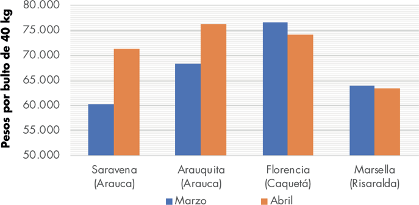 Pesos por bulto de 40 kg
80.000
75.000
70.000
65.000
60.000
55.000
50.000
Saravena
(Arauca)
Arauquita
(Arauca)
Florencia
(Caquetá)
Marsella
(Risaralda)
Marzo
Abril